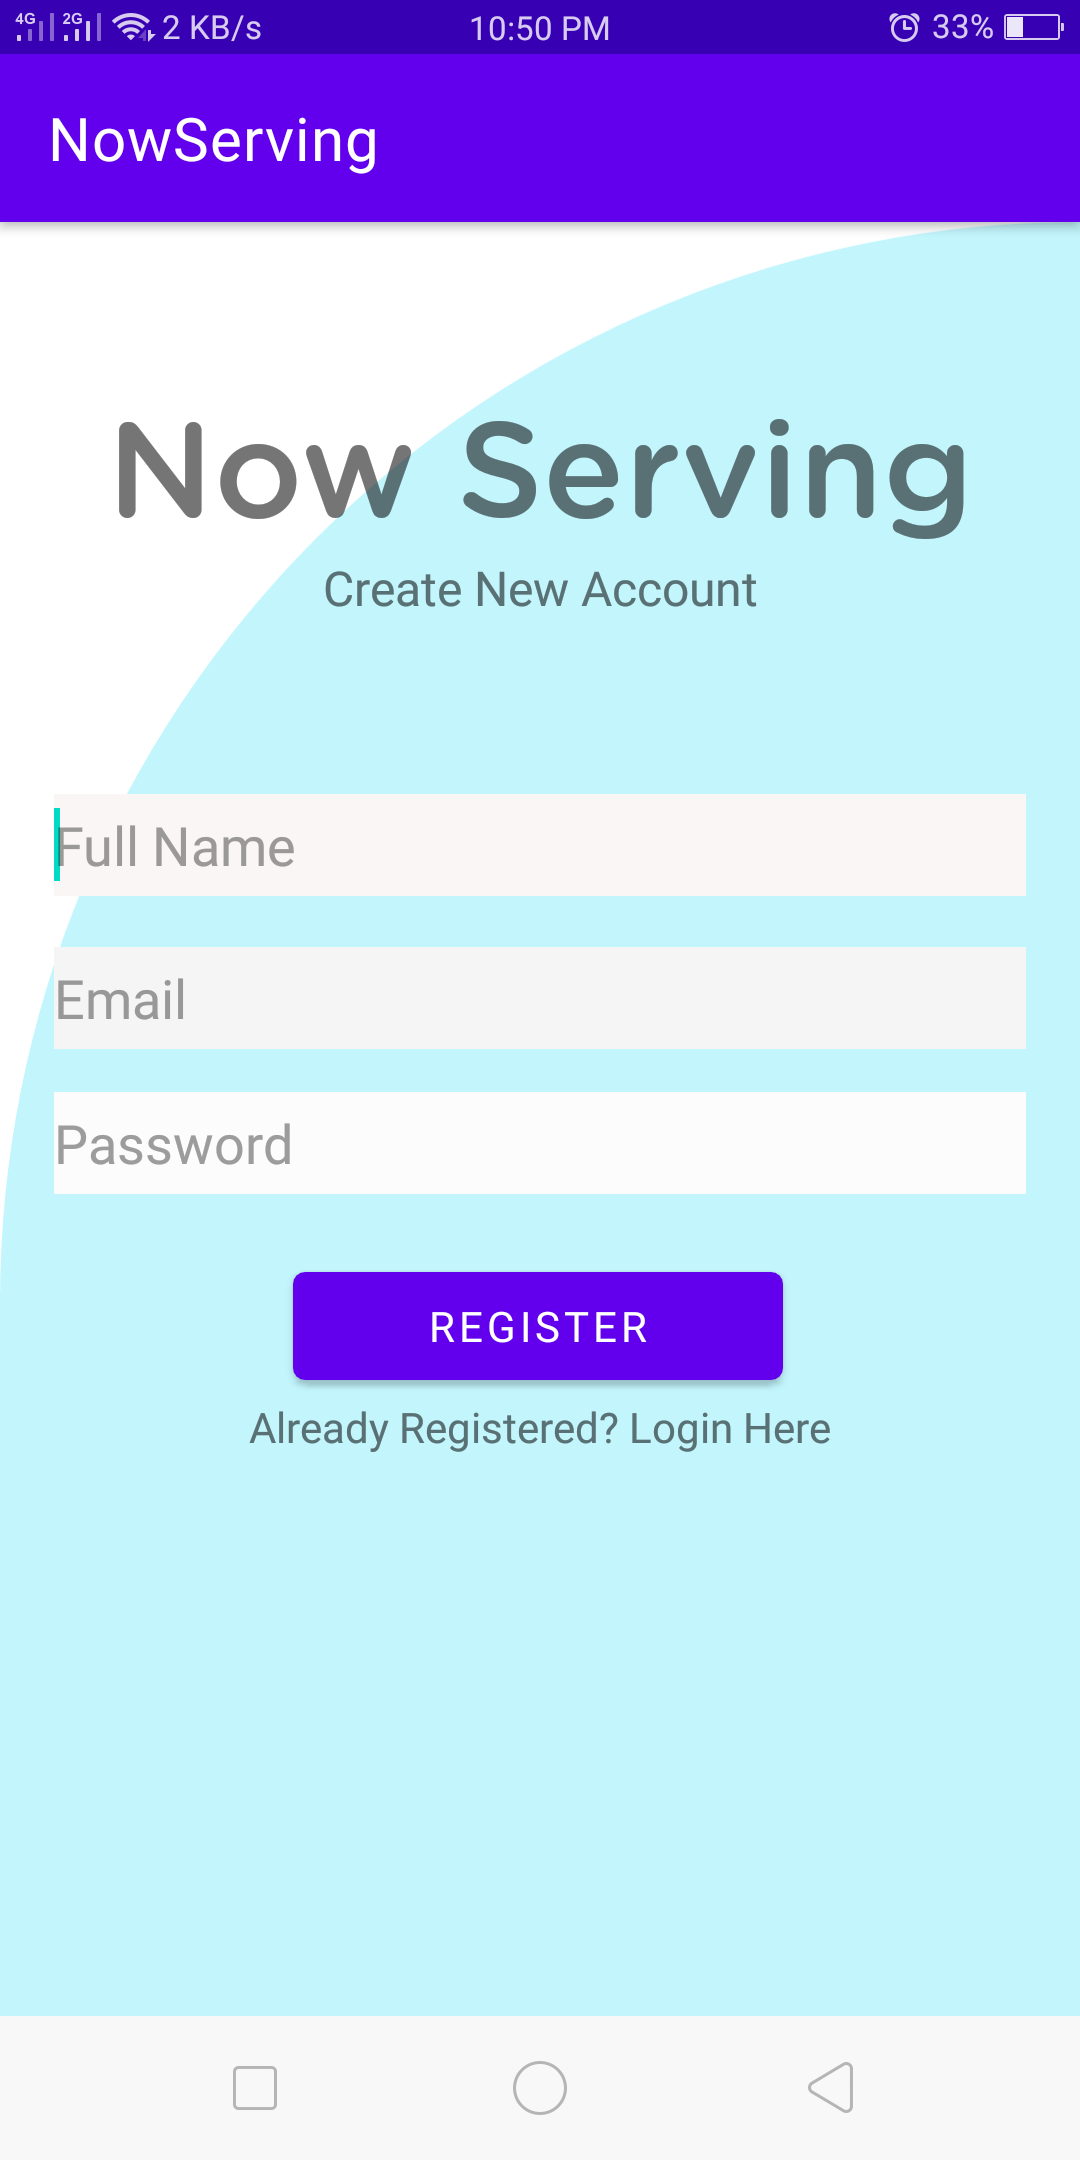 4G 2G 2 KB/s 10:50 PM 33%
NowServing
Now Serving
Create New Account
Full Name
Email
Password
REGISTER
Already Registered? Login Here